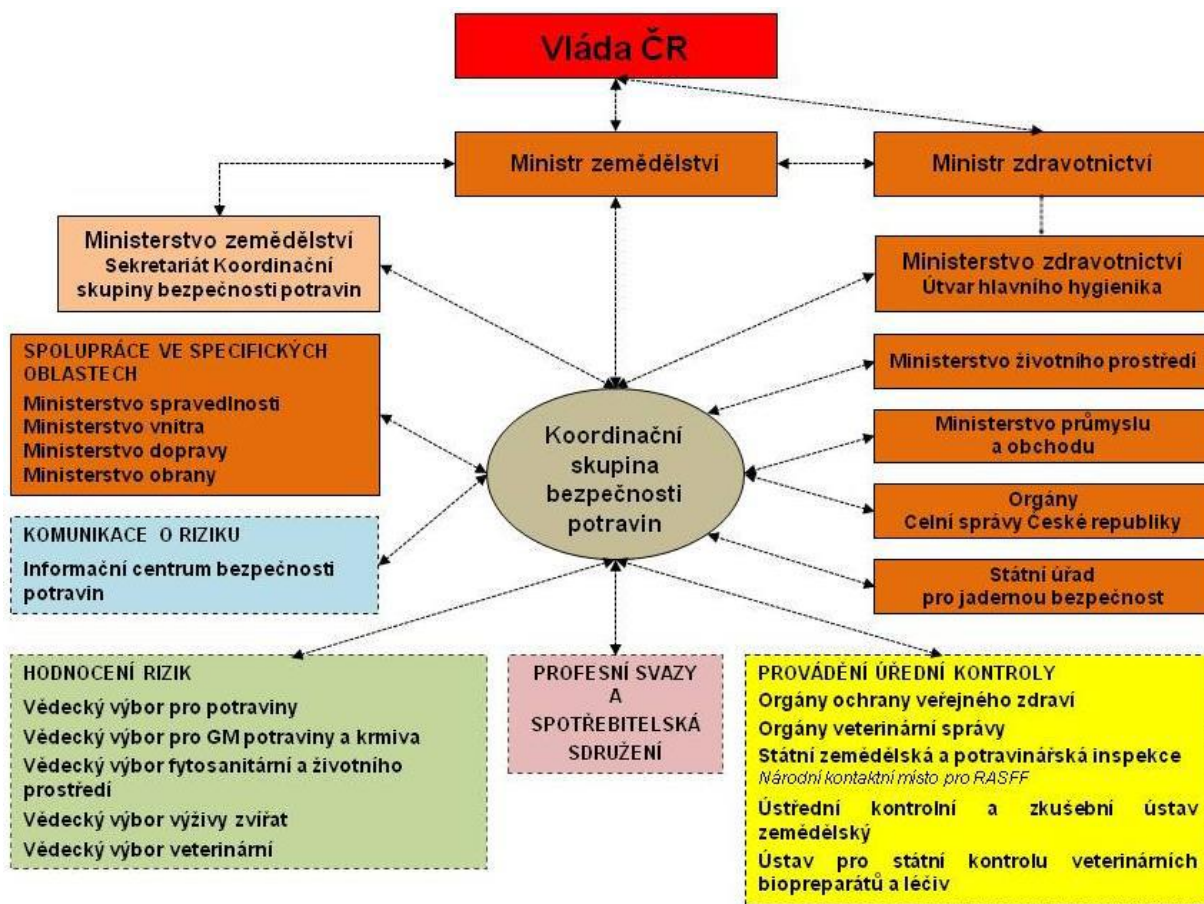 Vláda ČR
Ministr zemědělství
Ministr zdravotnictví
Ministerstvo zemědělství
Sekretariát Koordinační
skupiny bezpečnosti potravin
Ministerstvo zdravotnictví
Útvar hlavního hygienika
SPOLUPRÁCE VE SPECIFICKÝCH
OBLASTECH
Ministerstvo spravedlnosti
Ministerstvo vnitra
Ministerstvo dopravy
Ministerstvo obrany
Ministerstvo životního prostředí
Koordinační
skupina
bezpečnosti
potravin
Ministerstvo průmyslu
a obchodu
Orgány
Celní správy České republiky
KOMUNIKACE O RIZIKU
Informační centrum bezpečnosti
potravin
Státní úřad
pro jadernou bezpečnost
HODNOCENÍ RIZIK
Vědecký výbor pro potraviny
Vědecký výbor pro GM potraviny a krmiva
Vědecký výbor fytosanitární a životního
prostředí
Vědecký výbor výživy zvířat
Vědecký výbor veterinární
PROFESNÍ SVAZY
A
SPOTŘEBITELSKÁ
SDRUŽENÍ
PROVÁDĚNÍ ÚŘEDNÍ KONTROLY
Orgány ochrany veřejného zdraví
Orgány veterinární správy
Státní zemědělská a potravinářská inspekce
Národní kontaktní místo pro RASFF
Ústřední kontrolní a zkušební ústav
zemědělský
Ústav pro státní kontrolu veterinárních
biopreparátů a léčiv